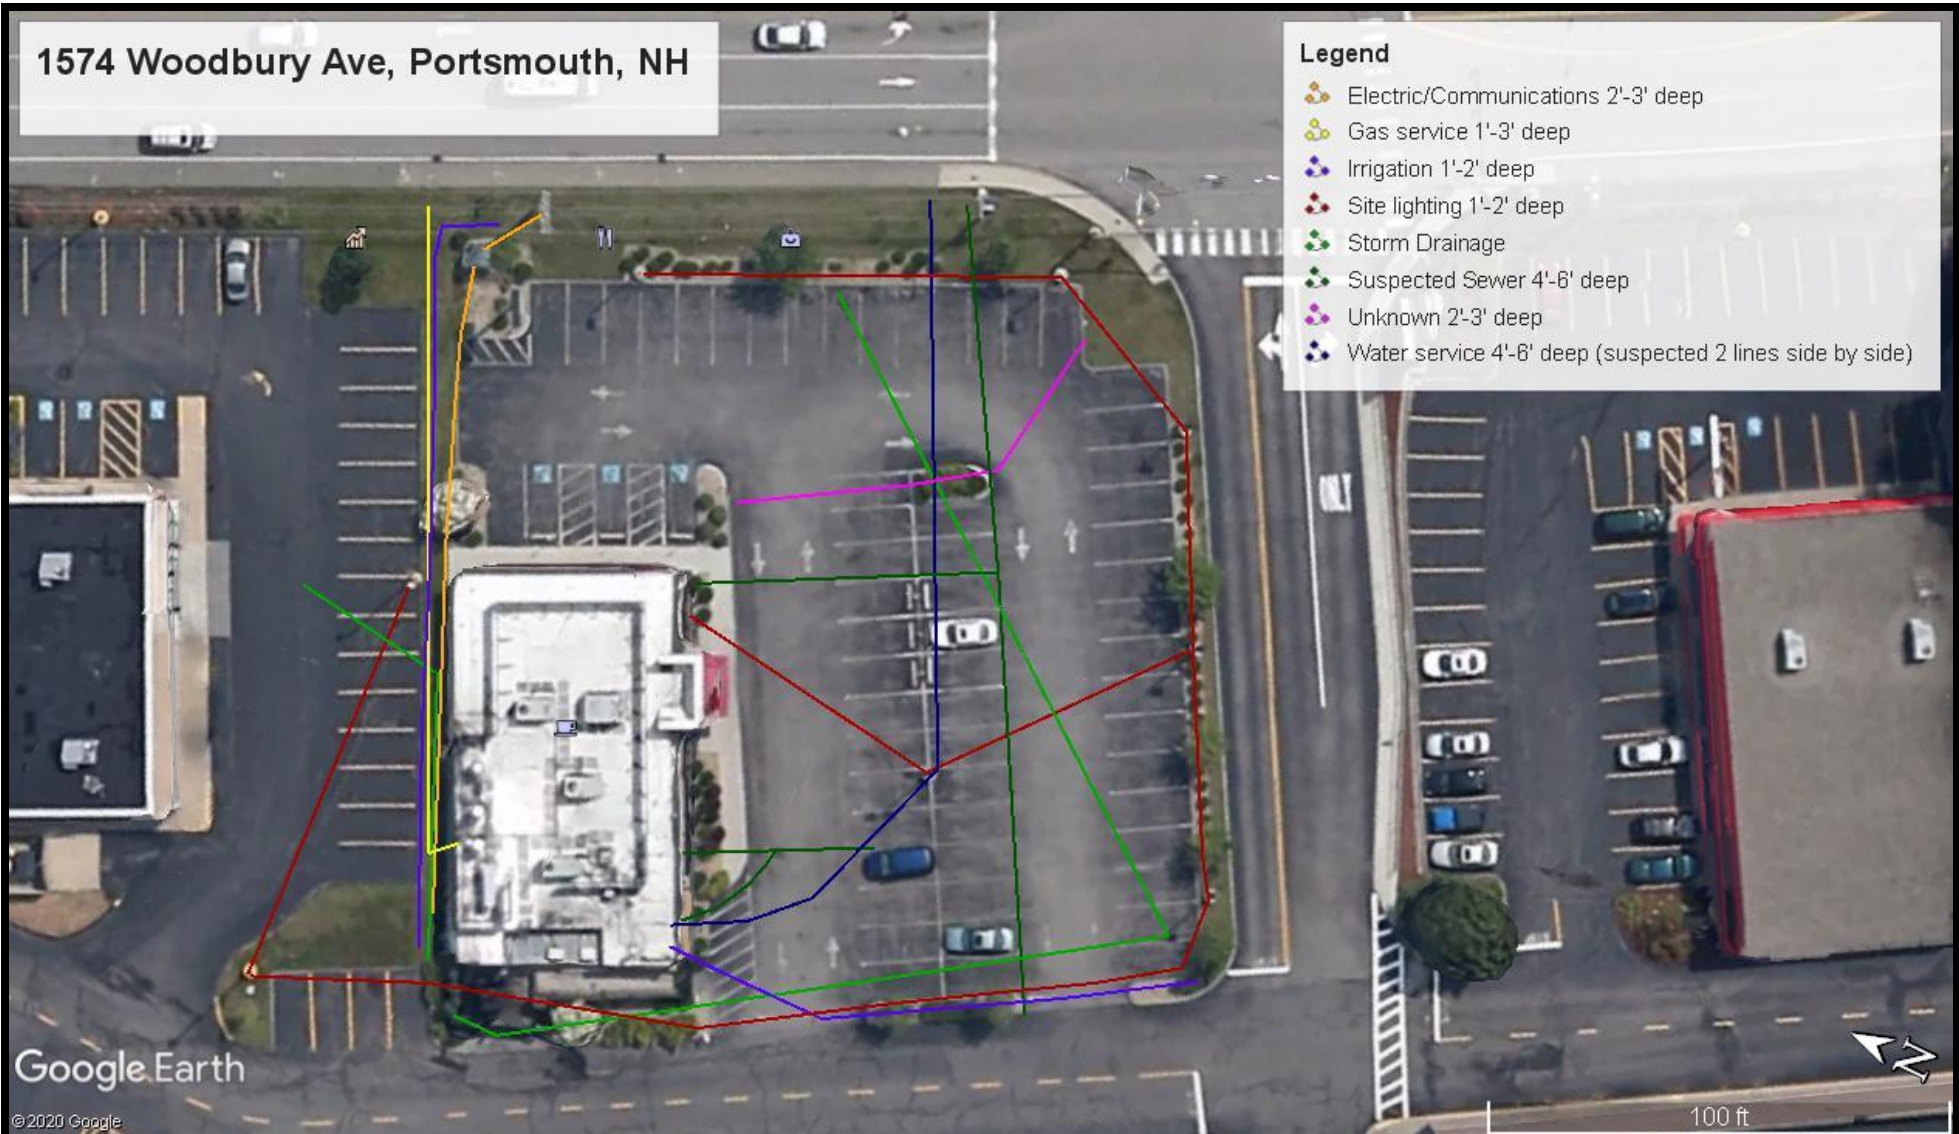 1574 Woodbury Ave, Portsmouth, NH
Legend
Electric/Communications 2'-3' deep
Gas service 1'-3' deep
Irrigation 1'-2' deep
Site lighting 1'-2' deep
Storm Drainage
Suspected Sewer 4'-6' deep
Unknown 2'-3' deep
Water service 4'-6' deep (suspected 2 lines side by side)
Google Earth
©2020 Google
N
100 ft